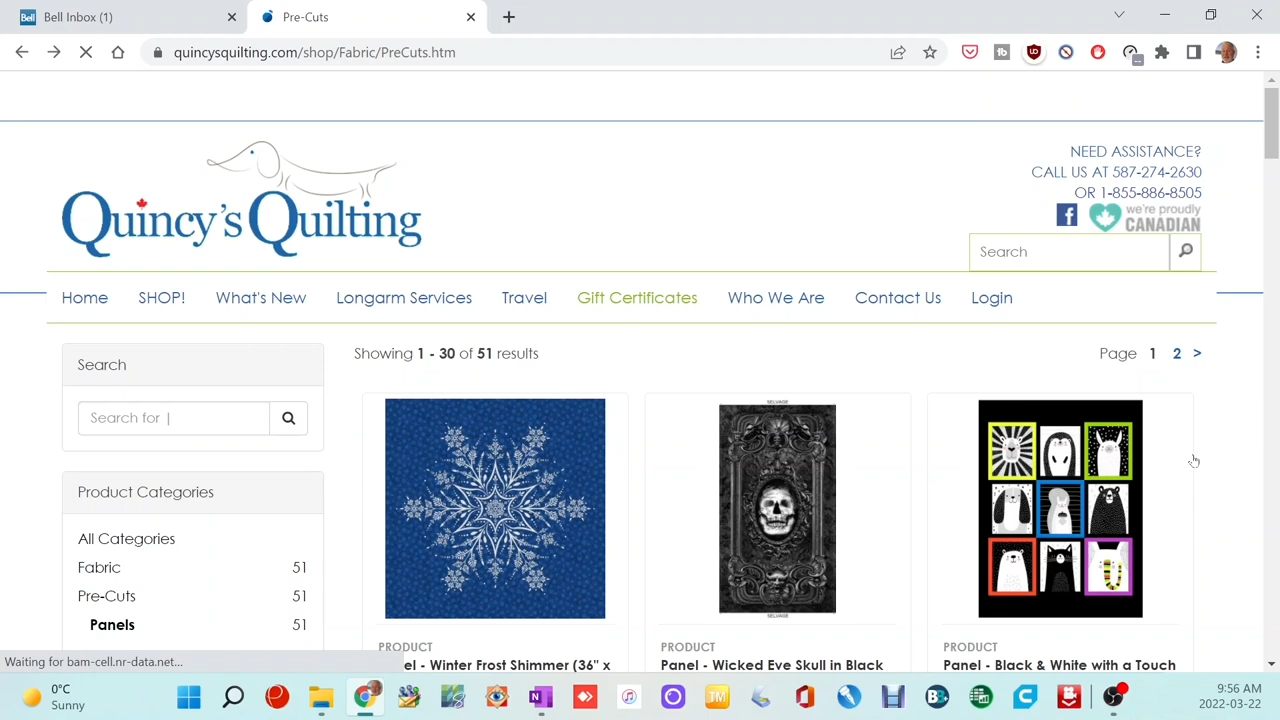 Bell
Bell Inbox (1)
Pre-Cuts
quincysquilting.com/shop/Fabric/PreCuts.htm
Quincy's Quilting
NEED ASSISTANCE?
CALL US AT 587-274-2630
OR 1-855-886-8505
we're proudly
CANADIAN
Search
Home SHOP! What's New Longarm Services Travel Gift Certificates Who We Are Contact Us Login
Search
Search for |
Showing 1 - 30 of 51 results
Page 1 2 >
Product Categories
All Categories
Fabric 51
Pre-Cuts 51
Panels 51
SELVAGE
SELVAGE
PRODUCT
el - Winter Frost Shimmer (36" x
PRODUCT
Panel - Wicked Eve Skull in Black
PRODUCT
Panel - Black & White with a Touch
Waiting for bam-cell.nr-data.net...
0°C
Sunny
9:56 AM
2022-03-22